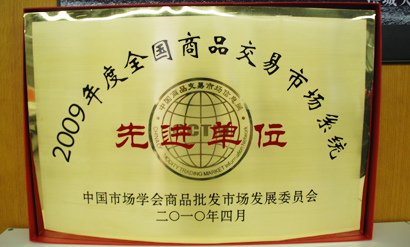 2009年度全国商品交易市场系统
先进单位
中国市场学会商品批发市场发展委员会
二〇一〇年四月